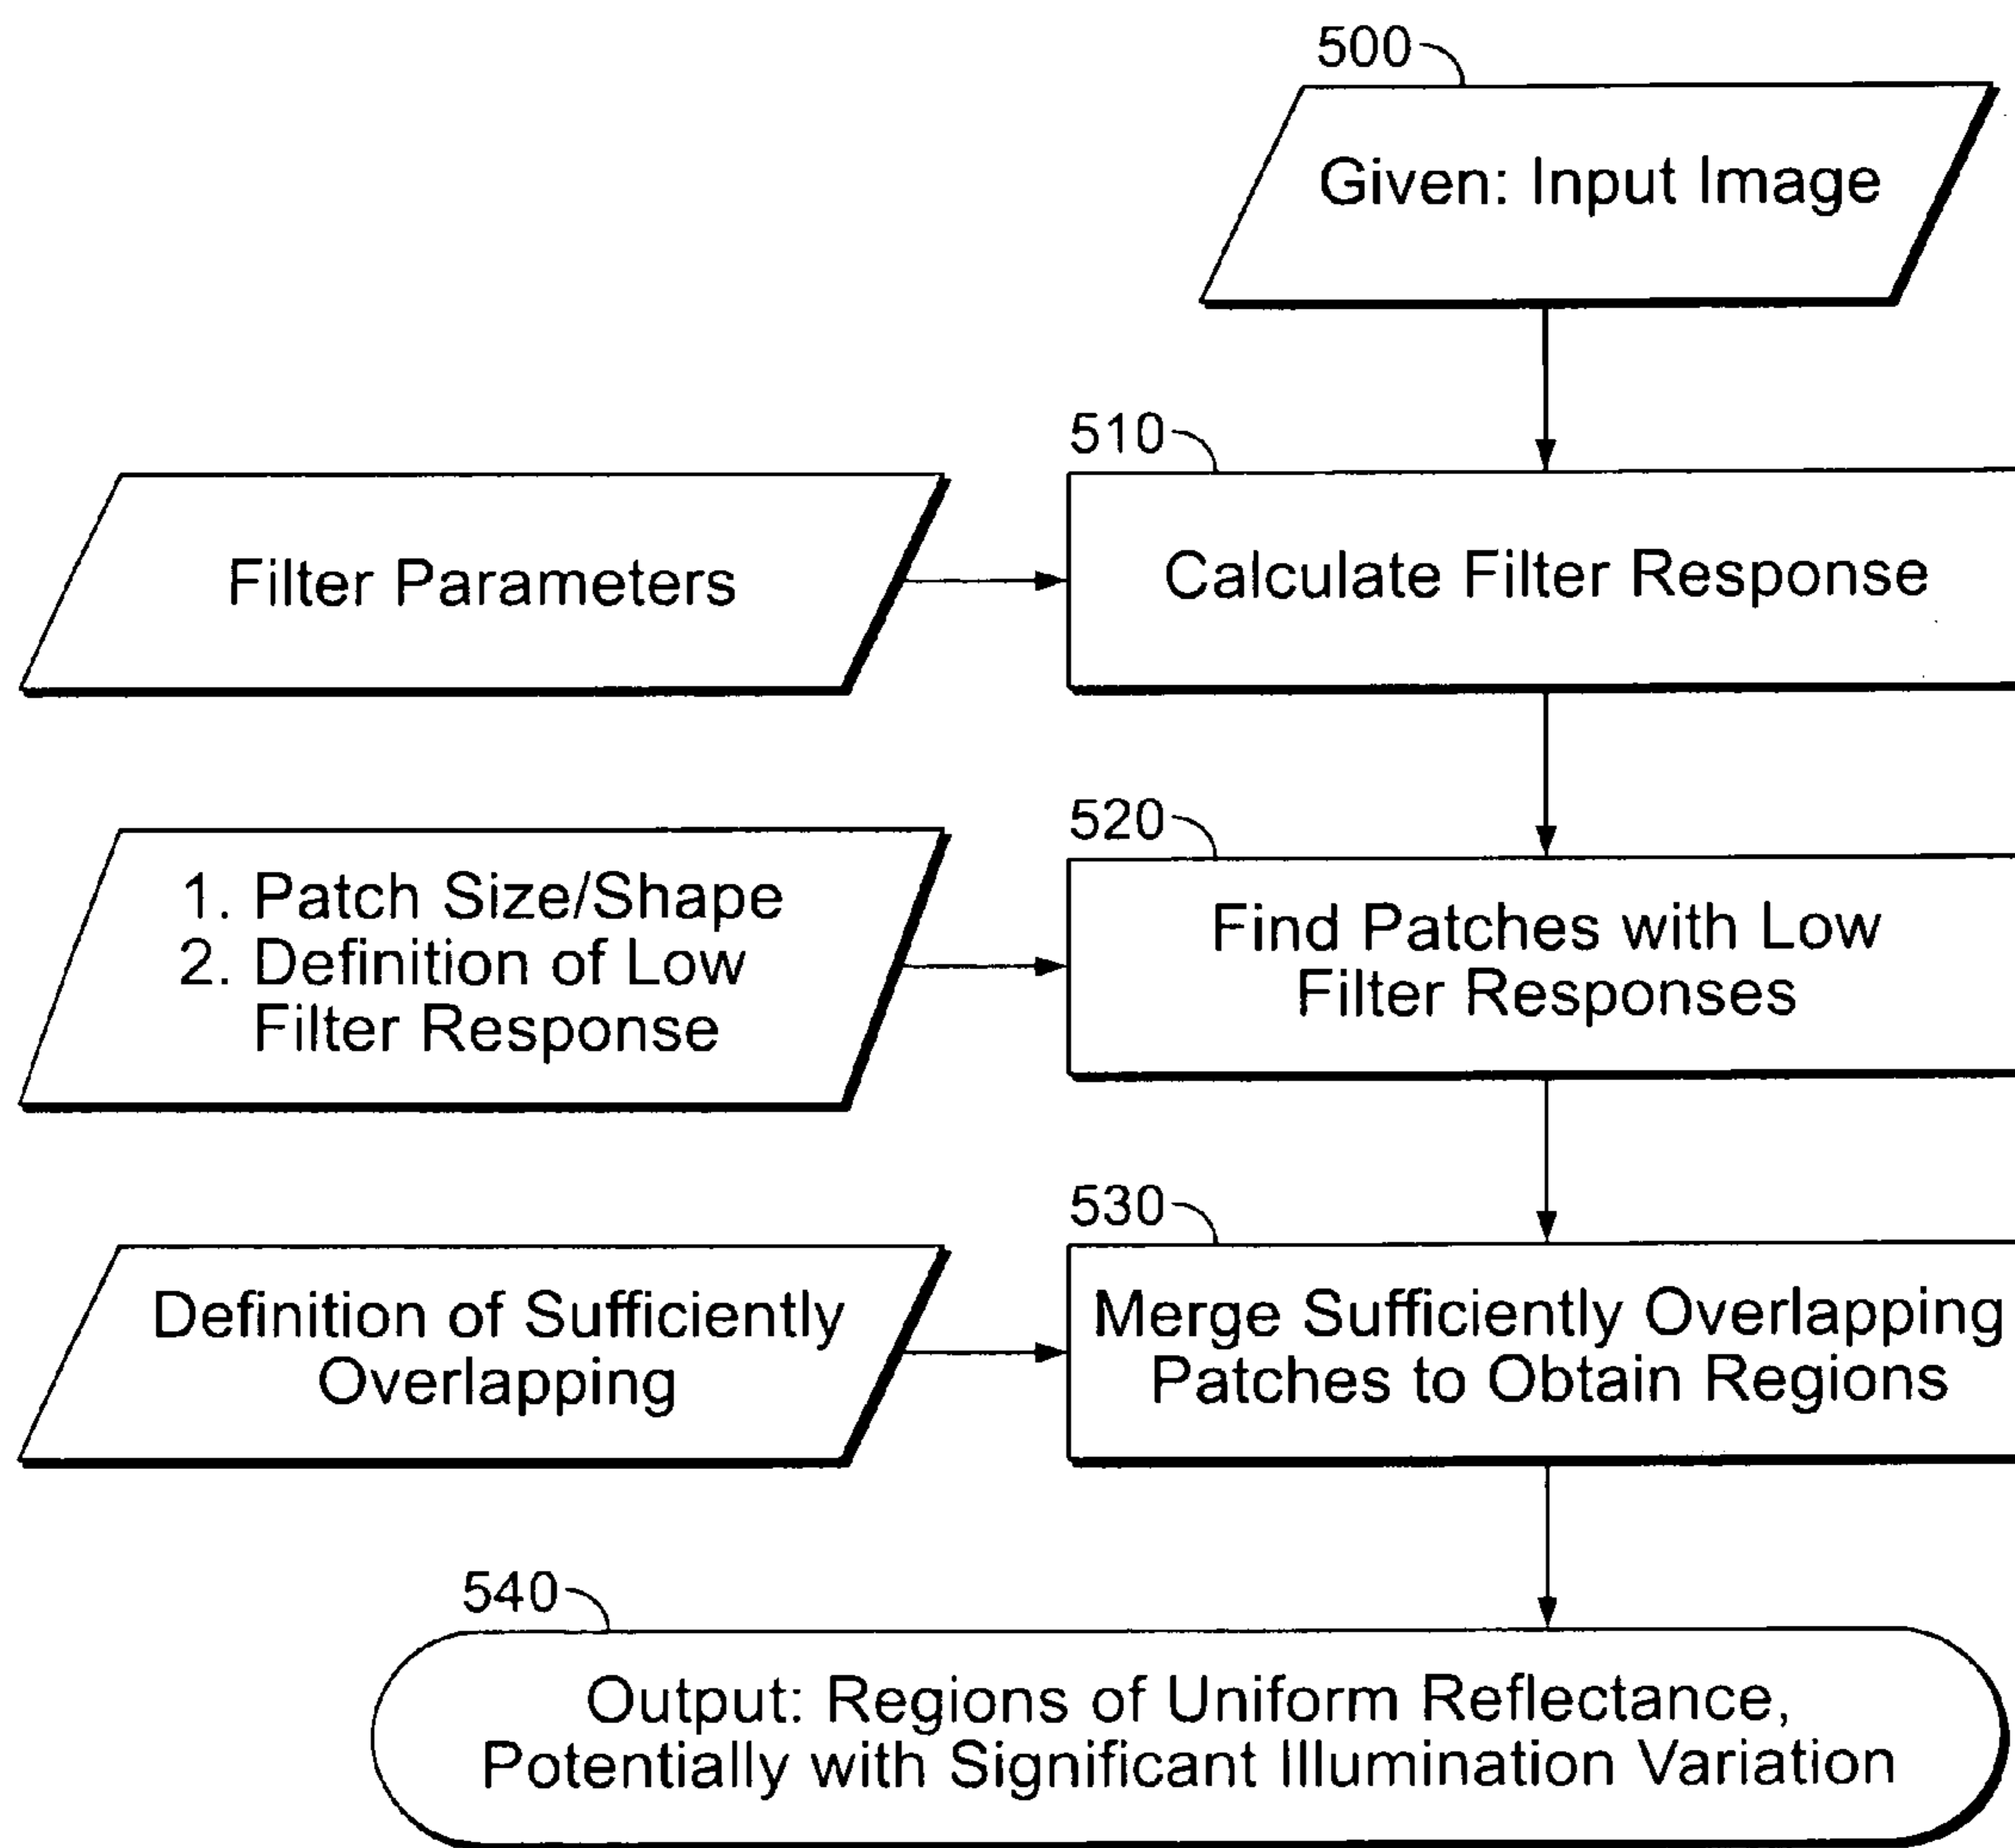 500
Given: Input Image
510
Filter Parameters
Calculate Filter Response
520
1. Patch Size/Shape
2. Definition of Low
Filter Response
Find Patches with Low
Filter Responses
530
Definition of Sufficiently
Overlapping
Merge Sufficiently Overlapping
Patches to Obtain Regions
540
Output: Regions of Uniform Reflectance,
Potentially with Significant Illumination Variation